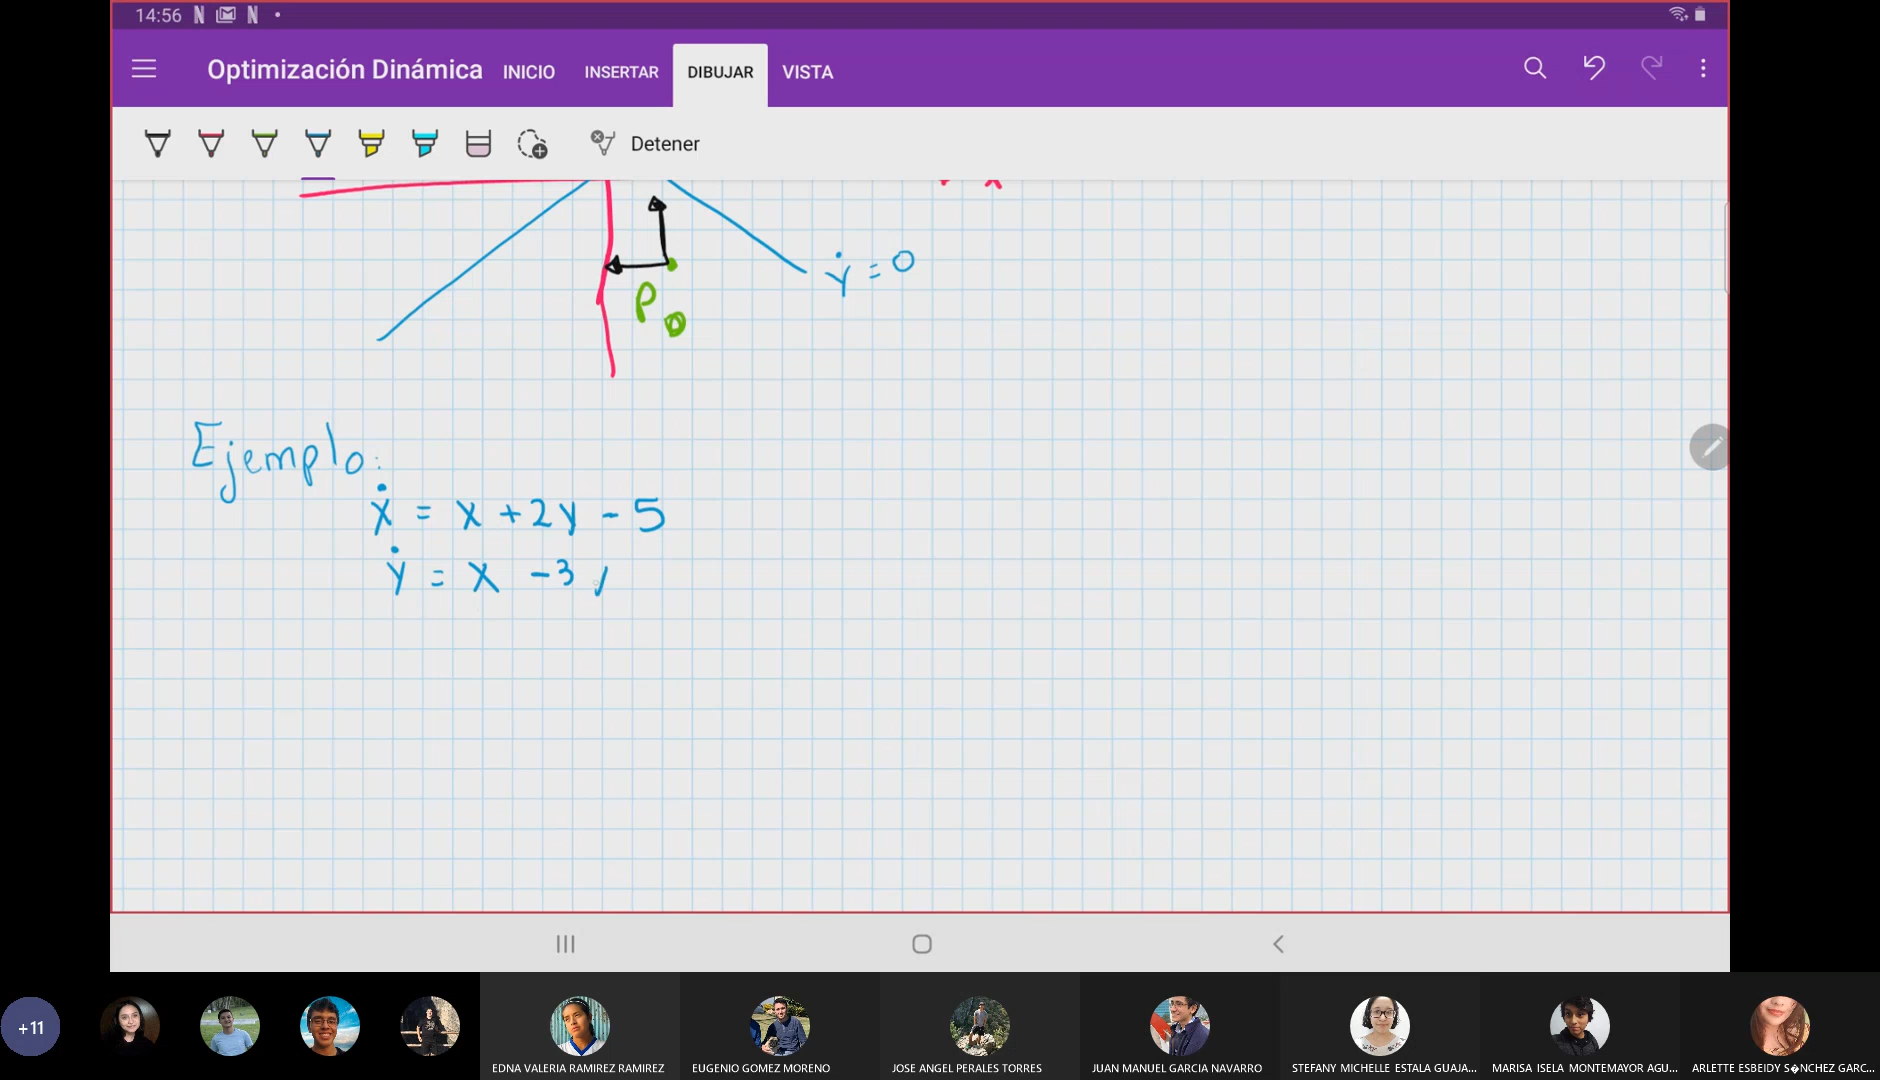 14:56
Optimización Dinámica INICIO INSERTAR DIBUJAR VISTA
Detener
x
ẏ = 0
P0
Ejemplo:
ẋ = x + 2y - 5
ẏ = x - 3
+11
EDNA VALERIA RAMIREZ RAMIREZ
EUGENIO GOMEZ MORENO
JOSE ANGEL PERALES TORRES
JUAN MANUEL GARCIA NAVARRO
STEFANY MICHELLE ESTALA GUAJA...
MARISA ISELA MONTEMAYOR AGU...
ARLETTE ESBEIDY S�NCHEZ GARC...